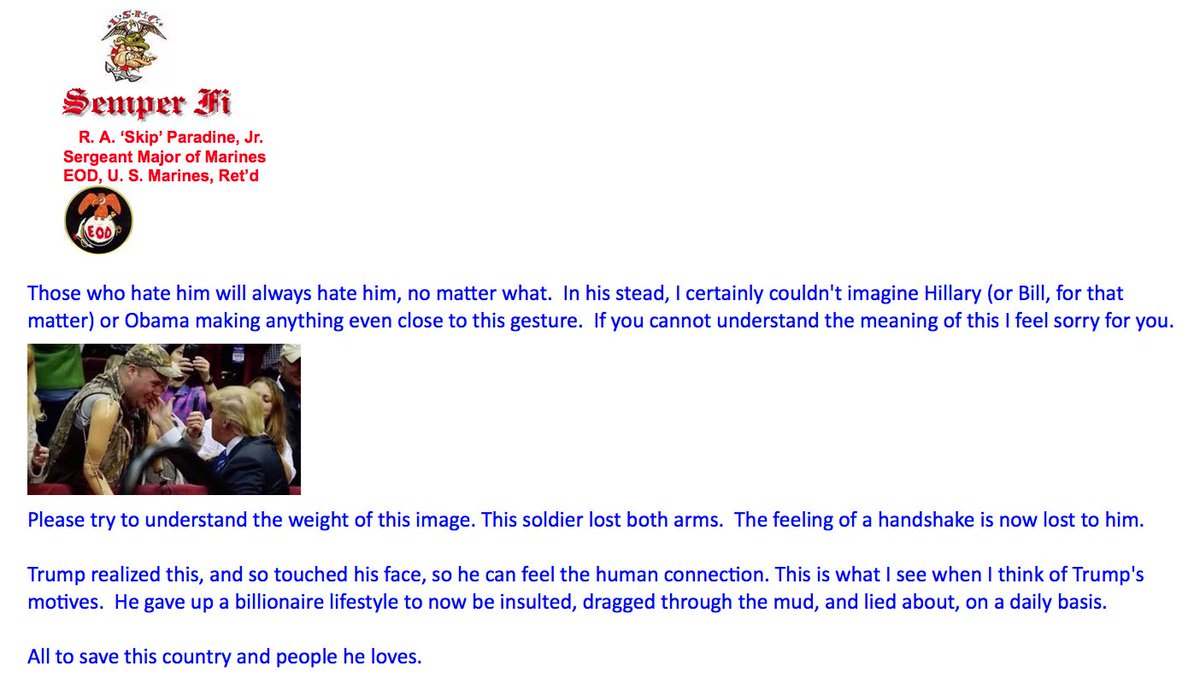 U.S.M.C.
Semper Fi
R. A. ‘Skip’ Paradine, Jr.
Sergeant Major of Marines
EOD, U. S. Marines, Ret’d
EOD
Those who hate him will always hate him, no matter what.  In his stead, I certainly couldn't imagine Hillary (or Bill, for that
matter) or Obama making anything even close to this gesture.  If you cannot understand the meaning of this I feel sorry for you.
Please try to understand the weight of this image. This soldier lost both arms.  The feeling of a handshake is now lost to him.
Trump realized this, and so touched his face, so he can feel the human connection. This is what I see when I think of Trump's
motives.  He gave up a billionaire lifestyle to now be insulted, dragged through the mud, and lied about, on a daily basis.
All to save this country and people he loves.